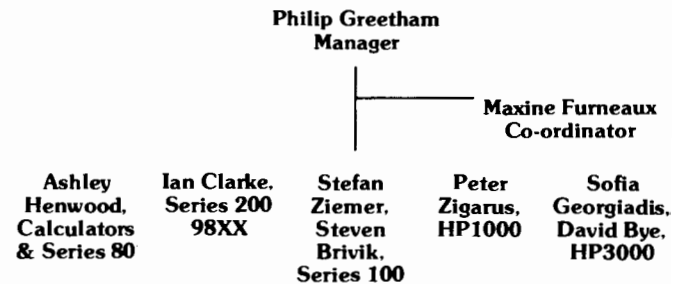 Philip Greetham
Manager
Maxine Furneaux
Co-ordinator
Ashley
Henwood,
Calculators
& Series 80
Ian Clarke,
Series 200
98XX
Stefan
Ziemer,
Steven
Brivik,
Series 100
Peter
Zigarus,
HP1000
Sofia
Georgiadis,
David Bye,
HP3000